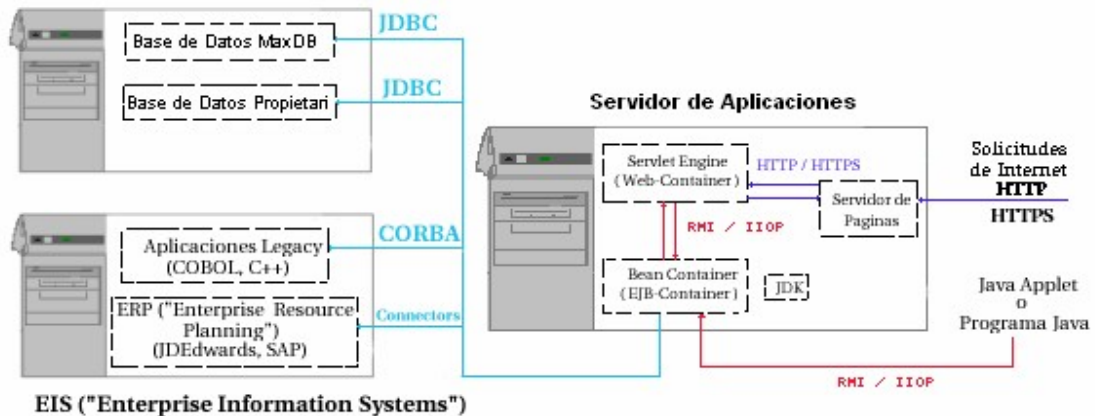 Base de Datos MaxDB
JDBC
Base de Datos Propietari
JDBC
Servidor de Aplicaciones
Servlet Engine
(Web-Container)
HTTP / HTTPS
Servidor de
Paginas
Solicitudes
de Internet
HTTP
HTTPS
RMI / IIOP
Bean Container
(EJB-Container)
JDK
Java Applet
o
Programa Java
RMI / IIOP
Aplicaciones Legacy
(COBOL, C++)
CORBA
ERP ("Enterprise Resource
Planning")
(JDEdwards, SAP)
Connectors
EIS ("Enterprise Information Systems")